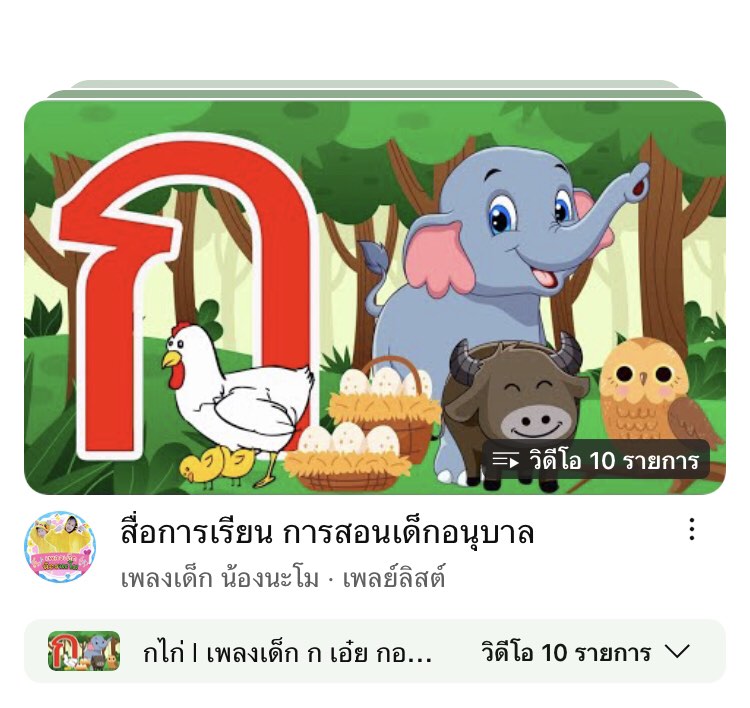 ก
วิดีโอ 10 รายการ
สื่อการเรียน การสอนเด็กอนุบาล
เพลงเด็ก น้องนะโม · เพลย์ลิสต์
กไก่ l เพลงเด็ก ก เอ๋ย กอ...
วิดีโอ 10 รายการ